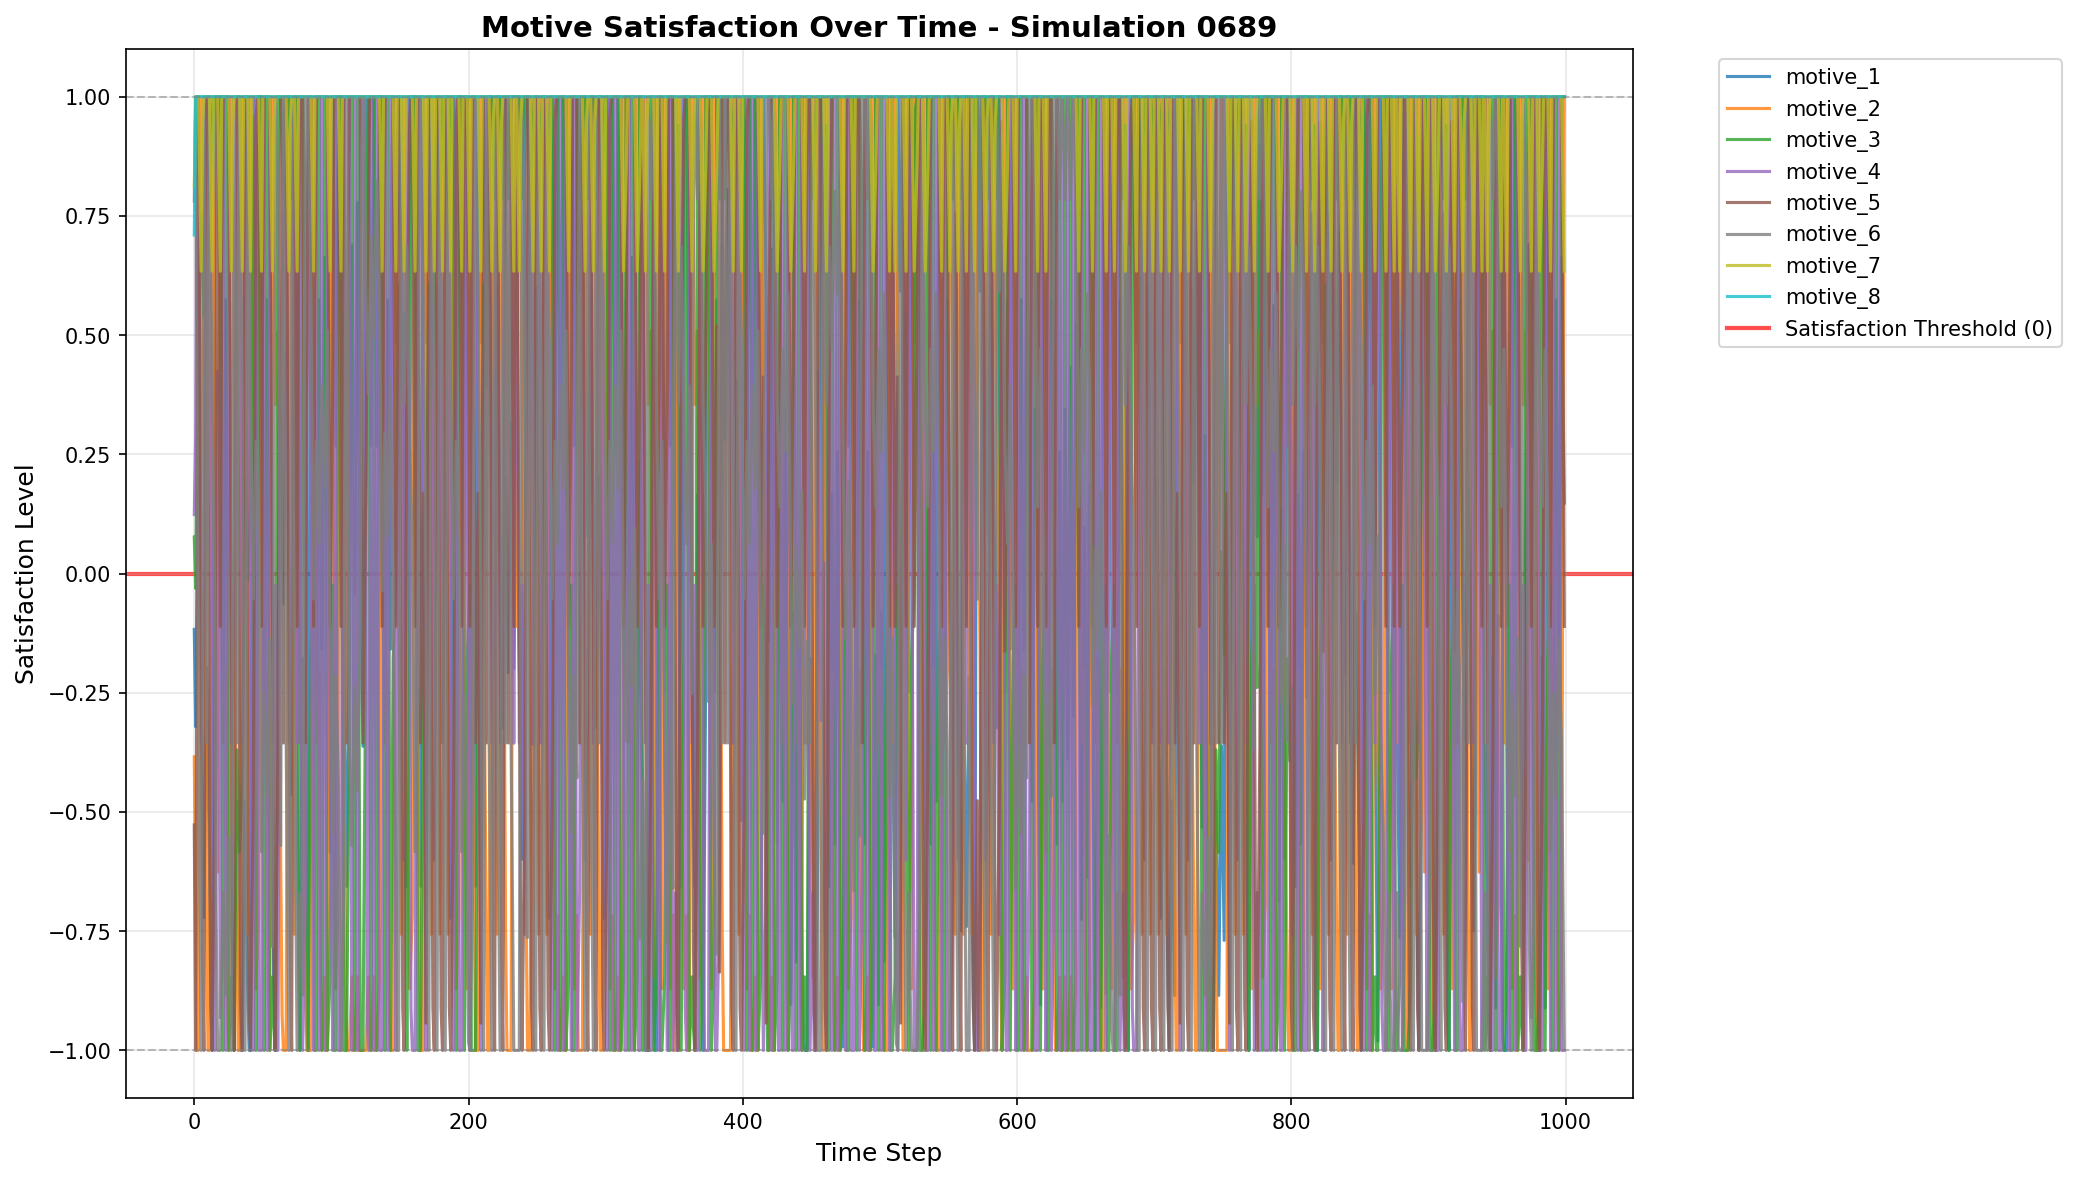 Motive Satisfaction Over Time - Simulation 0689
Satisfaction Level
1.00
0.75
0.50
0.25
0.00
−0.25
−0.50
−0.75
−1.00
0
200
400
600
800
1000
Time Step
motive_1
motive_2
motive_3
motive_4
motive_5
motive_6
motive_7
motive_8
Satisfaction Threshold (0)